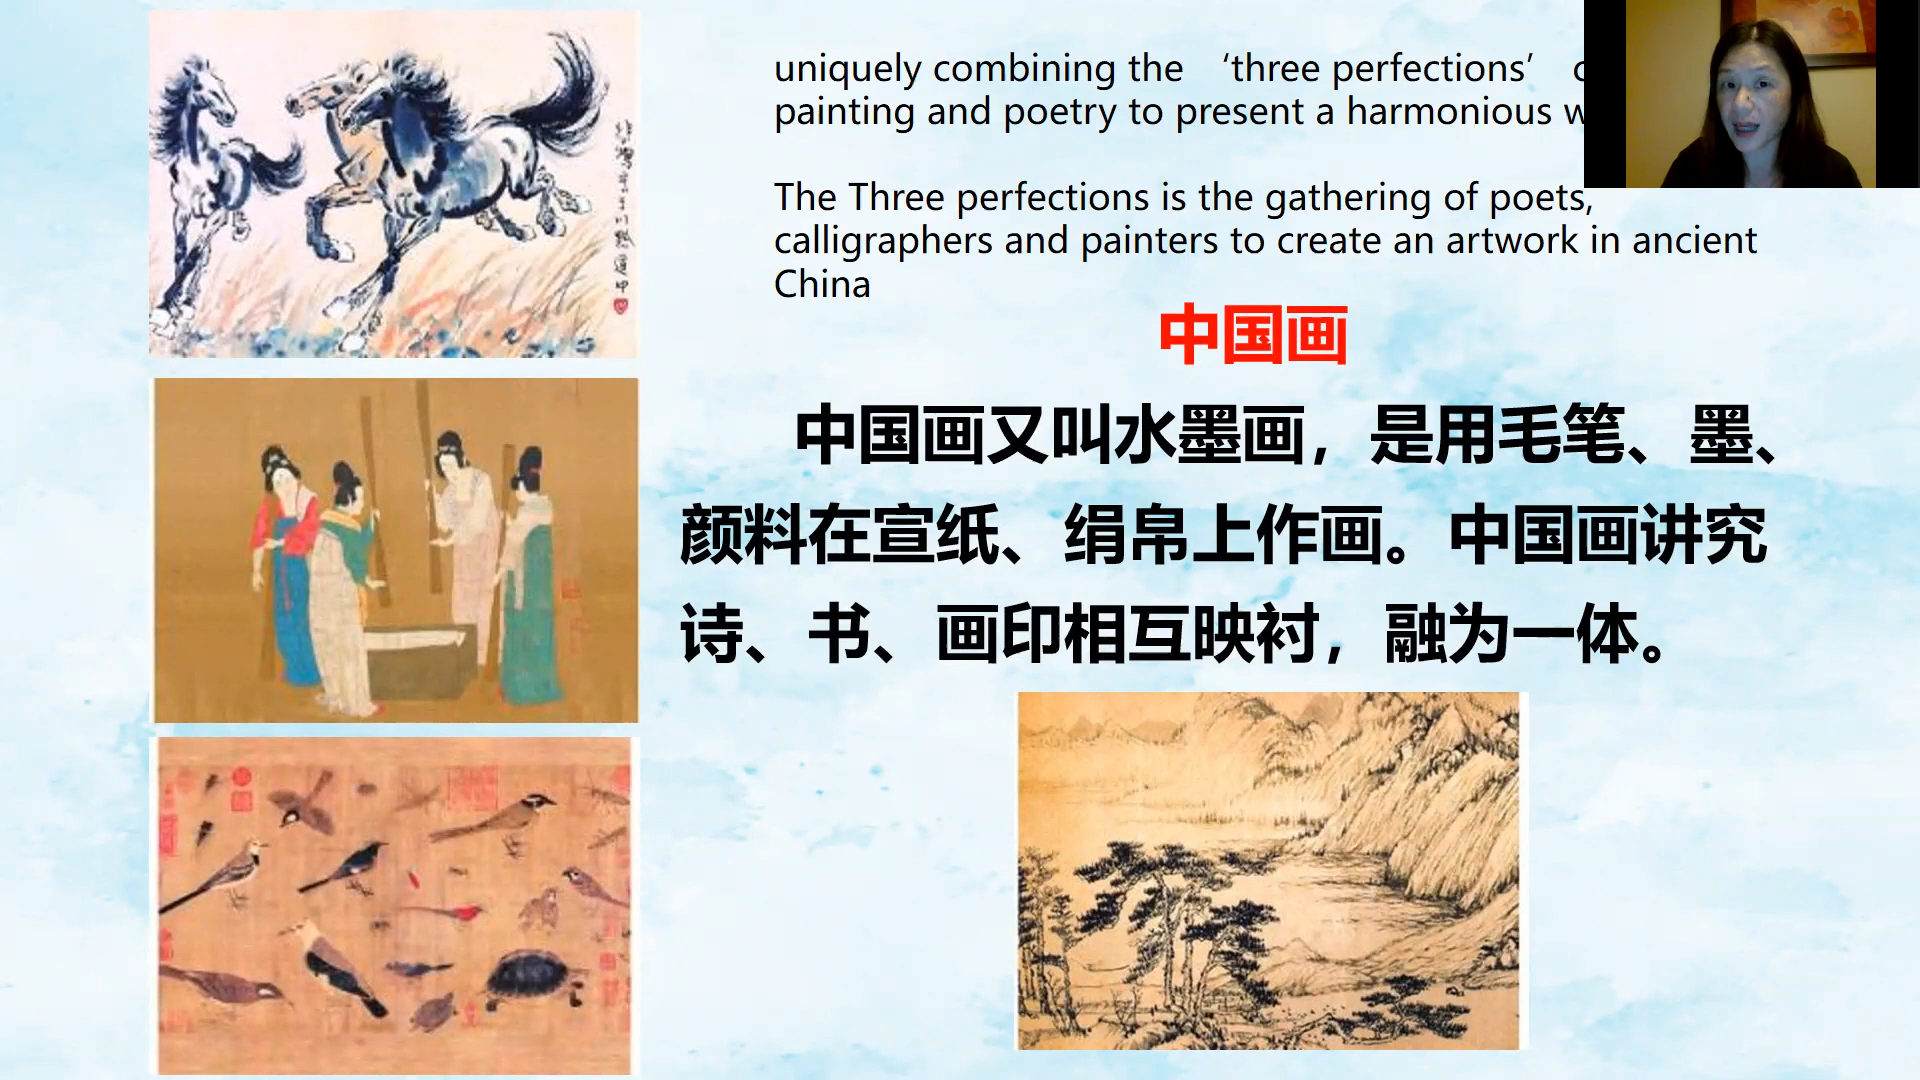 uniquely combining the ‘three perfections’
painting and poetry to present a harmonious
The Three perfections is the gathering of poets,
calligraphers and painters to create an artwork in ancient
China
中国画
中国画又叫水墨画，是用毛笔、墨、
颜料在宣纸、绢帛上作画。中国画讲究
诗、书、画印相互映衬，融为一体。